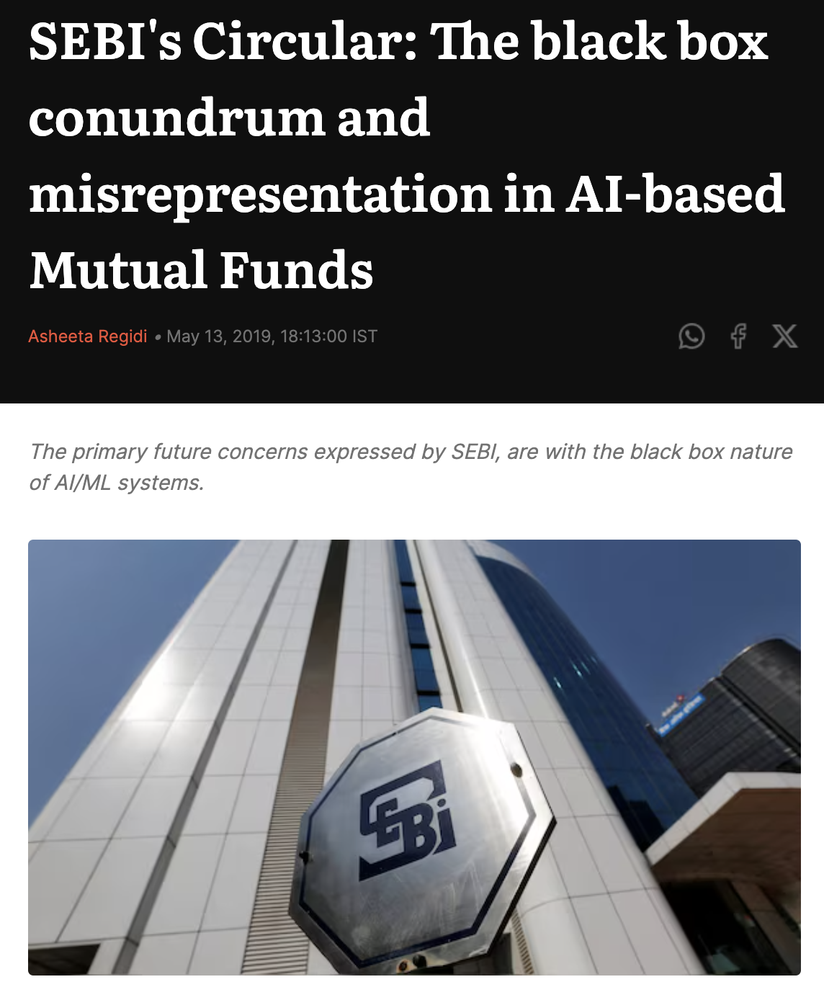 SEBI's Circular: The black box
conundrum and
misrepresentation in AI-based
Mutual Funds
Asheeta Regidi • May 13, 2019, 18:13:00 IST
The primary future concerns expressed by SEBI, are with the black box nature
of AI/ML systems.
SEBi